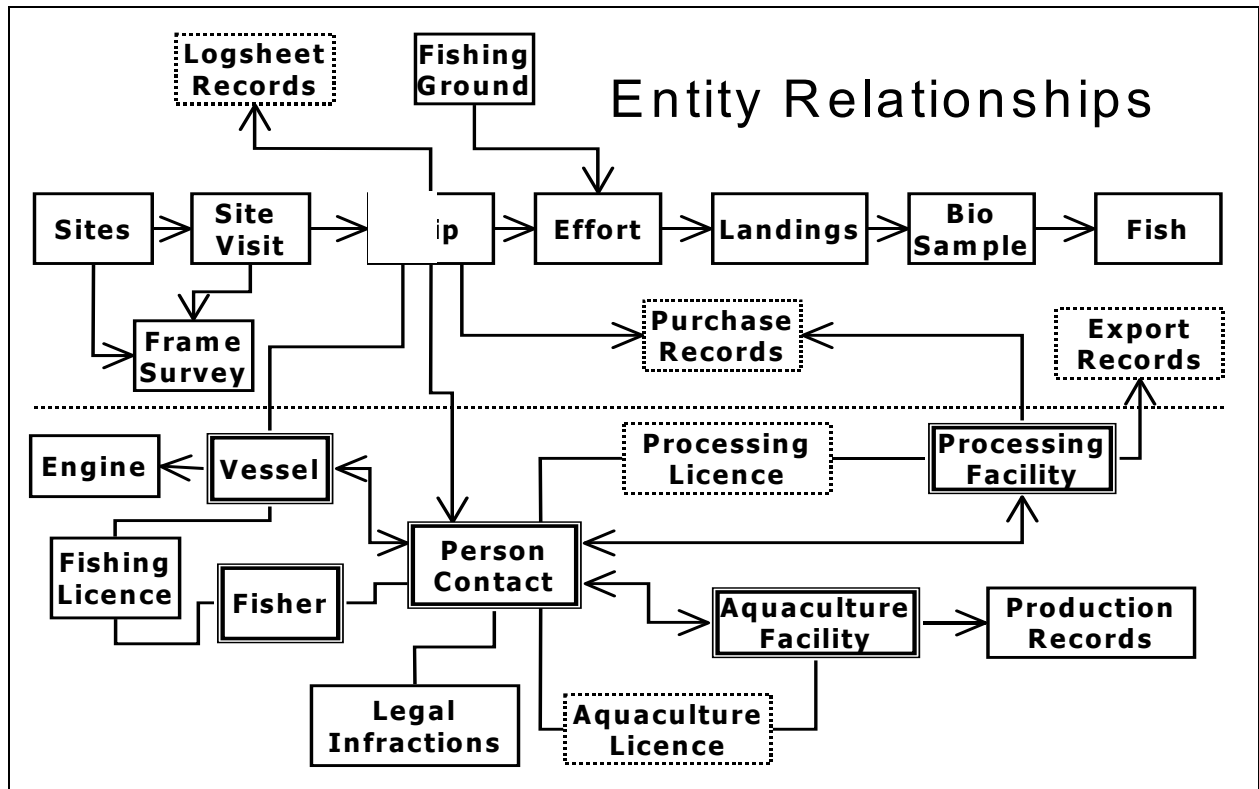 Logsheet
Records
Fishing
Ground
Entity Relationships
Sites
Site
Visit
ip
Effort
Landings
Bio
Sample
Fish
Frame
Survey
Purchase
Records
Export
Records
Engine
Vessel
Processing
Licence
Processing
Facility
Fishing
Licence
Fisher
Person
Contact
Aquaculture
Facility
Production
Records
Legal
Infractions
Aquaculture
Licence